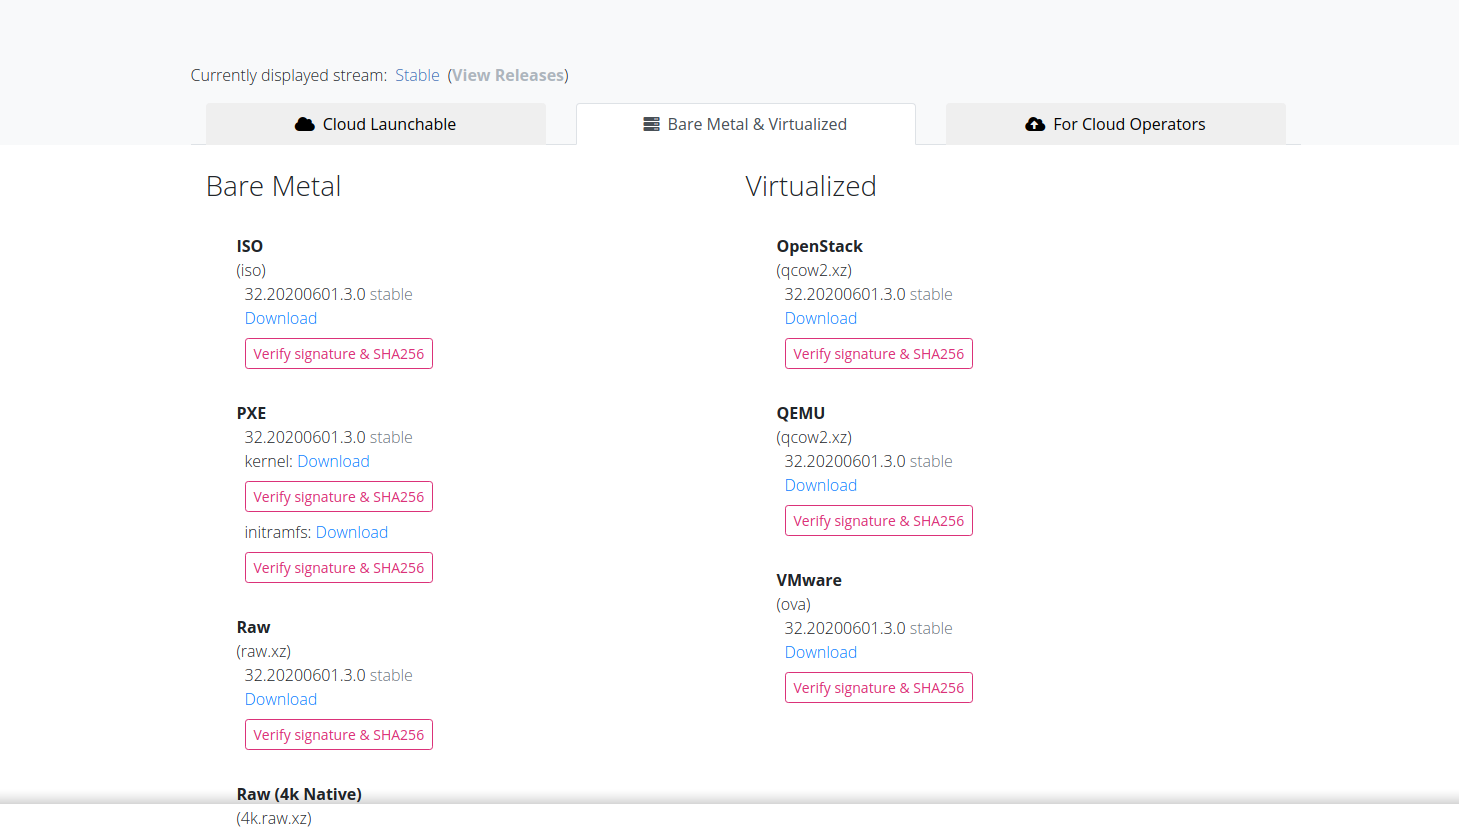 Currently displayed stream: Stable (View Releases)
Cloud Launchable
Bare Metal & Virtualized
For Cloud Operators
Bare Metal
ISO
(iso)
32.20200601.3.0 stable
Download
Verify signature & SHA256
PXE
32.20200601.3.0 stable
kernel: Download
Verify signature & SHA256
initramfs: Download
Verify signature & SHA256
Raw
(raw.xz)
32.20200601.3.0 stable
Download
Verify signature & SHA256
Raw (4k Native)
(4k.raw.xz)
Virtualized
OpenStack
(qcow2.xz)
32.20200601.3.0 stable
Download
Verify signature & SHA256
QEMU
(qcow2.xz)
32.20200601.3.0 stable
Download
Verify signature & SHA256
VMware
(ova)
32.20200601.3.0 stable
Download
Verify signature & SHA256